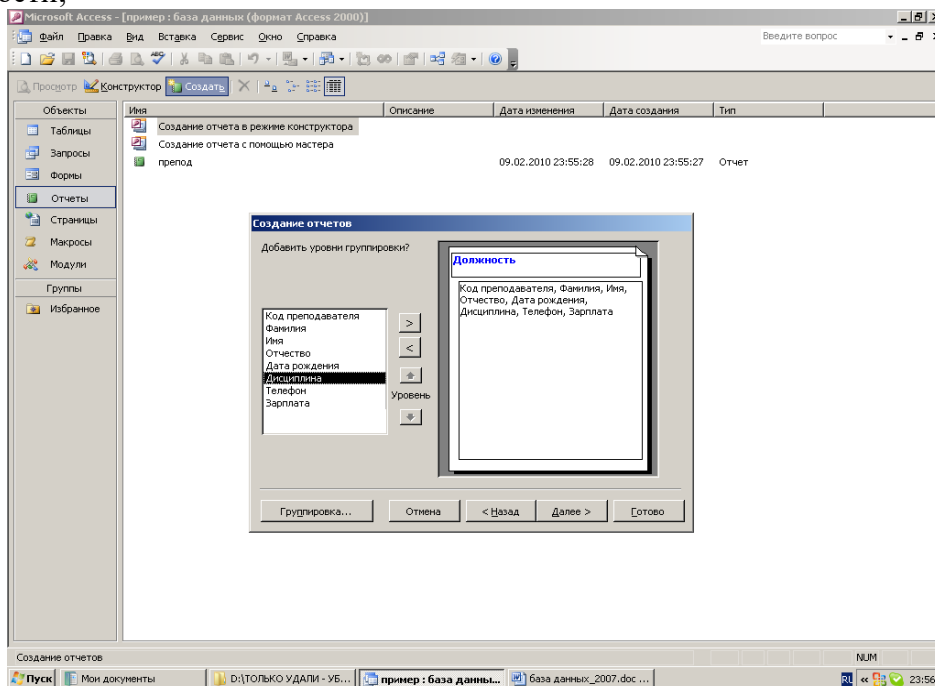 ности,
Microsoft Access - [пример : база данных (формат Access 2000)]
Файл Правка Вид Вставка Сервис Окно Справка Введите вопрос
Просмотр Конструктор Создать
Объекты
Таблицы
Запросы
Формы
Отчеты
Страницы
Макросы
Модули
Группы
Избранное
Имя Описание Дата изменения Дата создания Тип
Создание отчета в режиме конструктора
Создание отчета с помощью мастера
препод 09.02.2010 23:55:28 09.02.2010 23:55:27 Отчет
Создание отчетов
Добавить уровни группировки?
Код преподавателя
Фамилия
Имя
Отчество
Дата рождения
Дисциплина
Телефон
Зарплата
>
<
Уровень
Должность
Код преподавателя, Фамилия, Имя,
Отчество, Дата рождения,
Дисциплина, Телефон, Зарплата
Группировка... Отмена < Назад Далее > Готово
Создание отчетов NUM
Пуск Мои документы D:\ТОЛЬКО УДАЛИ - УБ... пример : база данны... база данных_2007.doc ... RU « 23:56